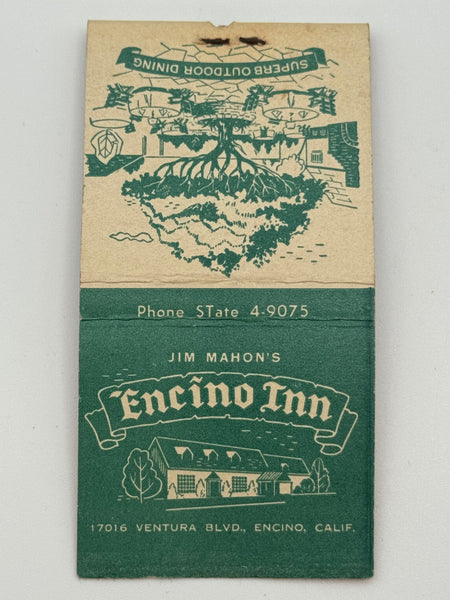 SUPERB OUTDOOR DINING
Phone STate 4-9075
JIM MAHON'S
Encino Inn
17016 VENTURA BLVD., ENCINO, CALIF.